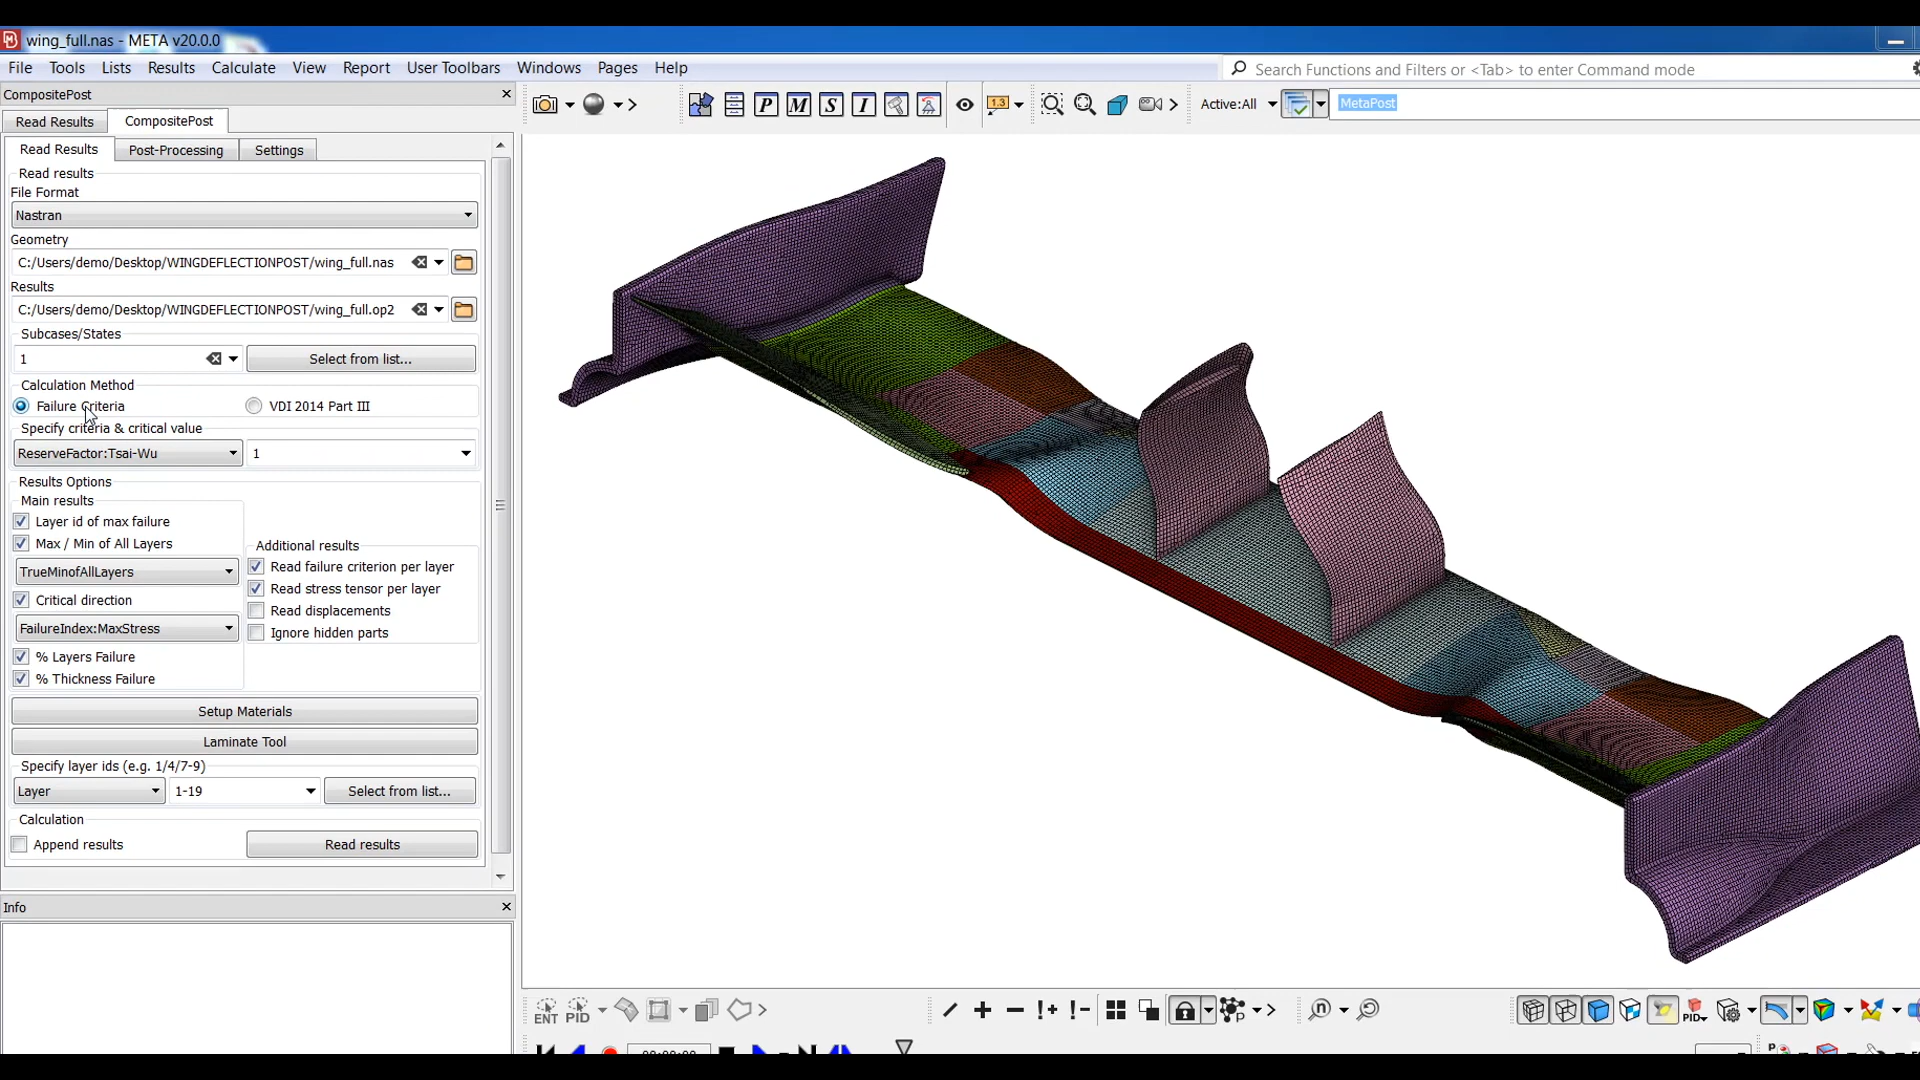 wing_full.nas - META v20.0.0
File Tools Lists Results Calculate View Report User Toolbars Windows Pages Help
Search Functions and Filters or <Tab> to enter Command mode
CompositePost
P M S I 1.3 Active:All MetaPost
Read Results CompositePost
Read Results Post-Processing Settings
Read results
File Format
Nastran
Geometry
C:/Users/demo/Desktop/WINGDEFLECTIONPOST/wing_full.nas
Results
C:/Users/demo/Desktop/WINGDEFLECTIONPOST/wing_full.op2
Subcases/States
1 Select from list...
Calculation Method
Failure Criteria VDI 2014 Part III
Specify criteria & critical value
ReserveFactor:Tsai-Wu 1
Results Options
Main results
Layer id of max failure
Max / Min of All Layers
TrueMinofAllLayers
Critical direction
FailureIndex:MaxStress
% Layers Failure
% Thickness Failure
Additional results
Read failure criterion per layer
Read stress tensor per layer
Read displacements
Ignore hidden parts
Setup Materials
Laminate Tool
Specify layer ids (e.g. 1/4/7-9)
Layer 1-19 Select from list...
Calculation
Append results Read results
Info
ENT PID P n PID